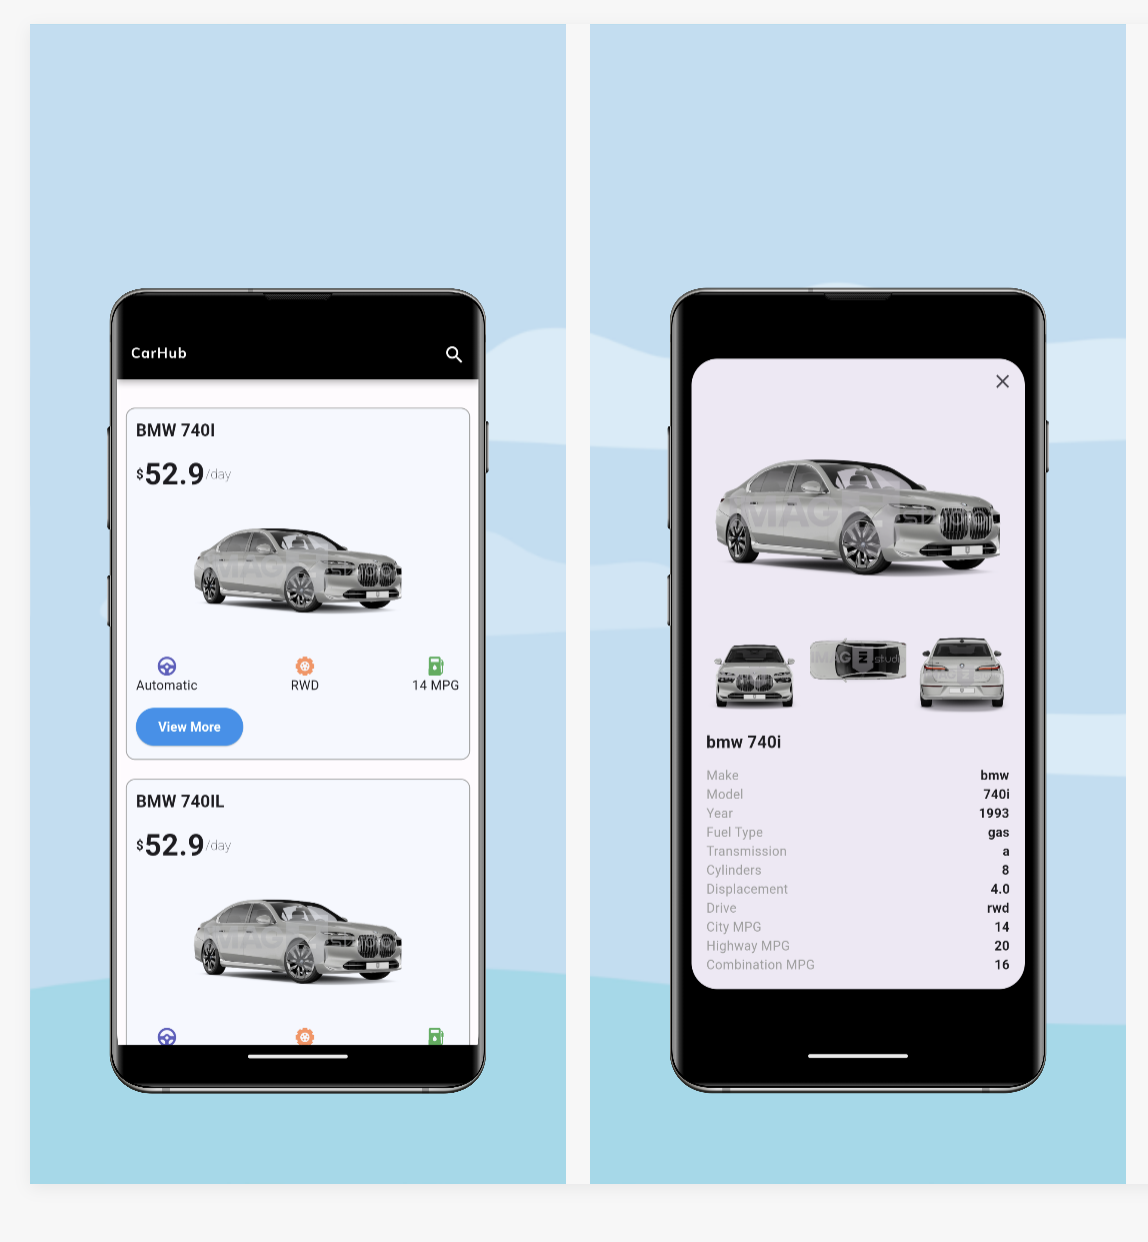 CarHub
BMW 740I
$52.9/day
Automatic RWD 14 MPG
View More
BMW 740IL
$52.9/day
bmw 740i
Make bmw
Model 740i
Year 1993
Fuel Type gas
Transmission a
Cylinders 8
Displacement 4.0
Drive rwd
City MPG 14
Highway MPG 20
Combination MPG 16